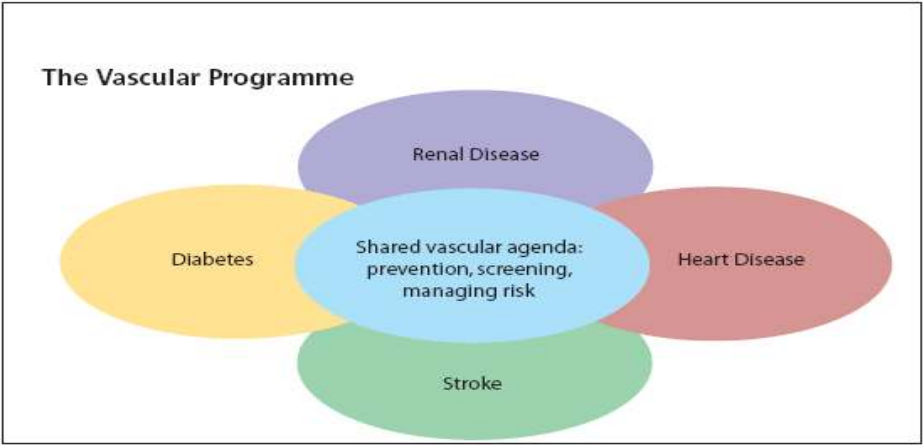 The Vascular Programme
Renal Disease
Diabetes
Shared vascular agenda:
prevention, screening,
managing risk
Heart Disease
Stroke